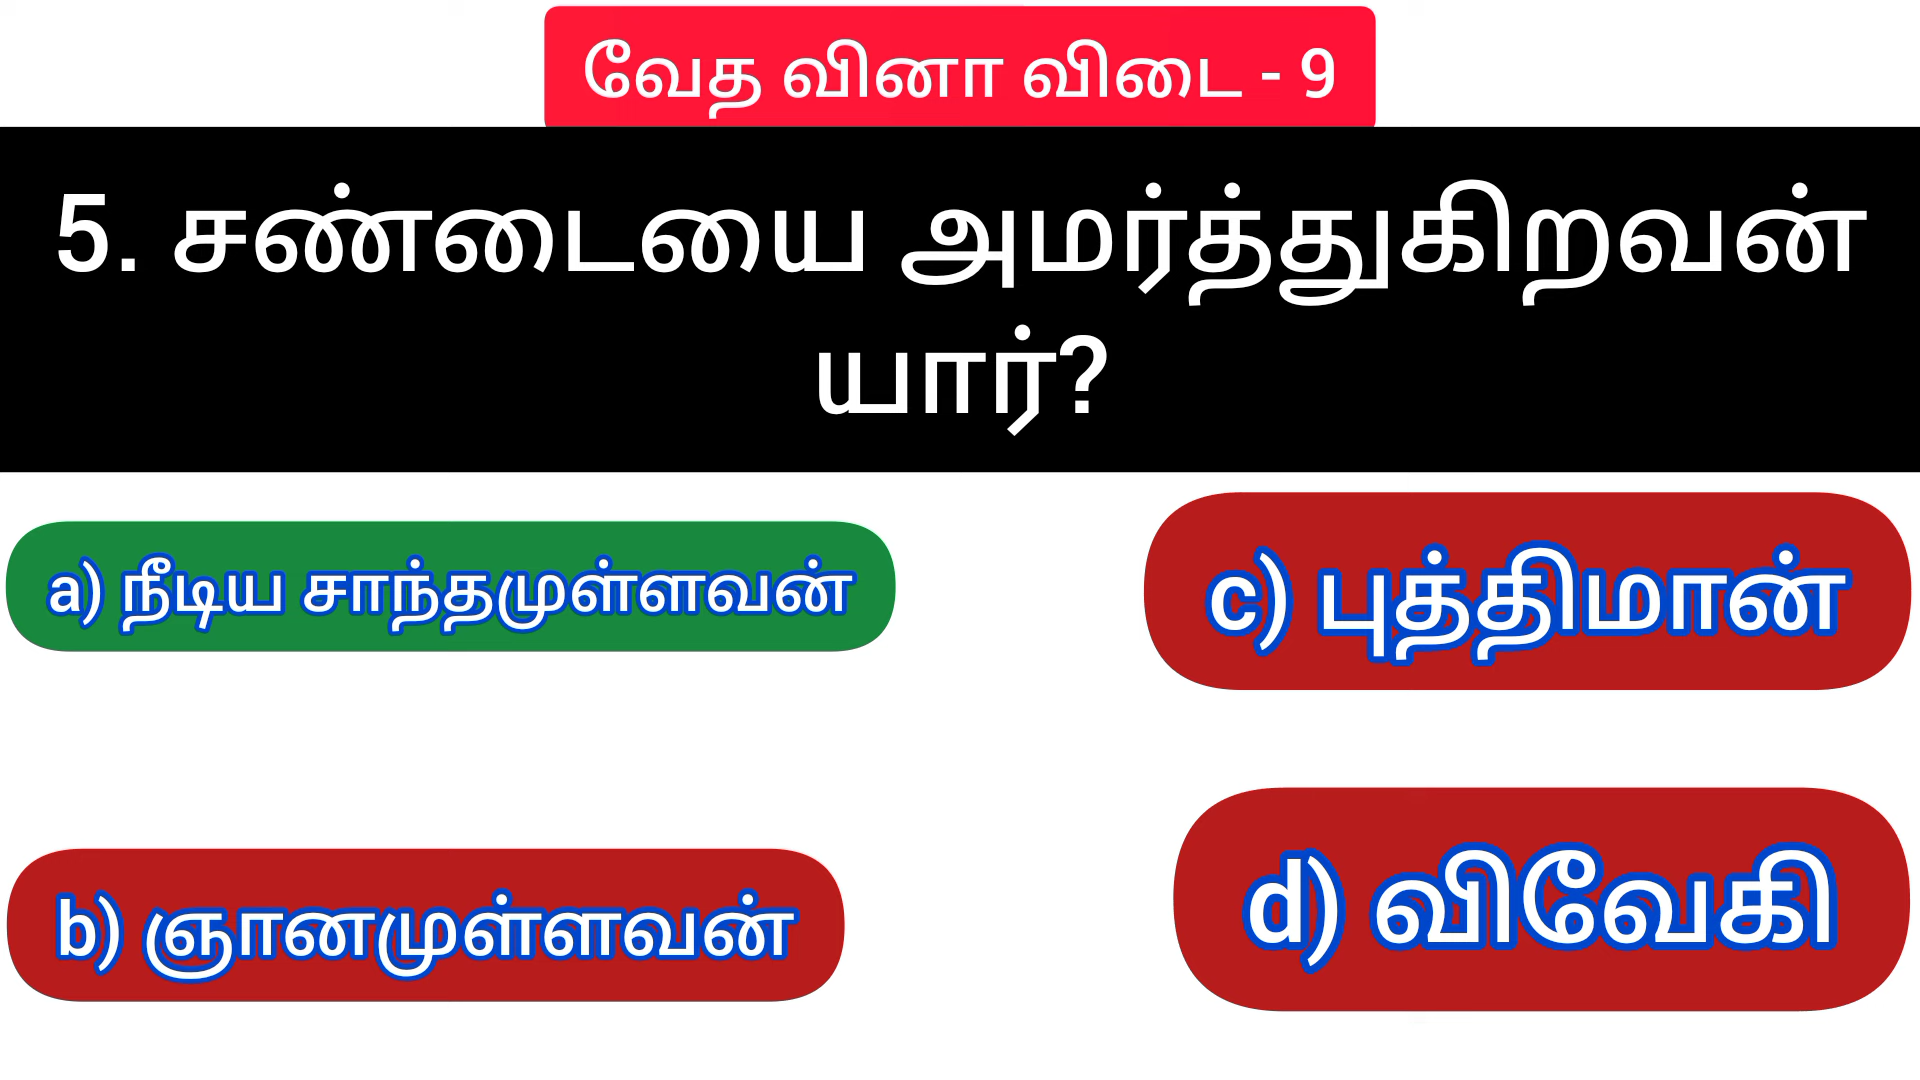 வேத வினா விடை - 9
5. சண்டையை அமர்த்துகிறவன்
யார்?
a) நீடிய சாந்தமுள்ளவன்
c) புத்திமான்
b) ஞானமுள்ளவன்
d) விவேகி